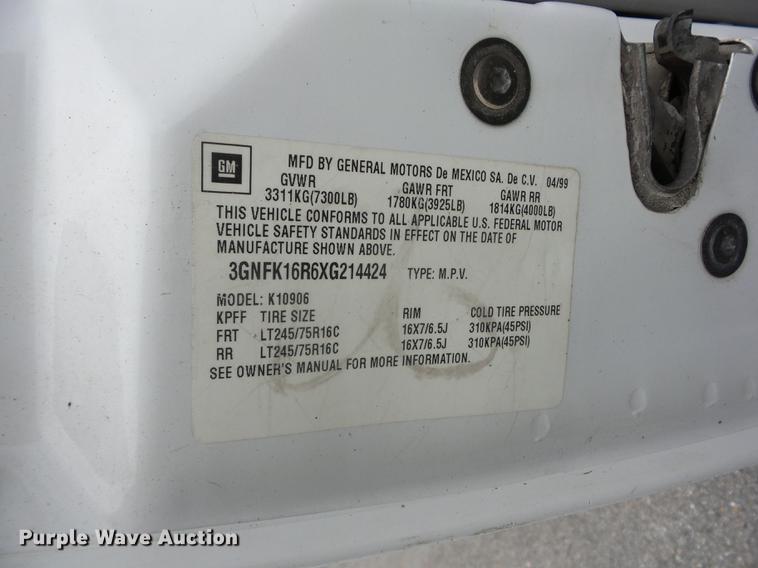 GM
MFD BY GENERAL MOTORS De MEXICO SA. De C.V. 04/99
GVWR GAWR FRT GAWR RR
3311KG(7300LB) 1780KG(3925LB) 1814KG(4000LB)
THIS VEHICLE CONFORMS TO ALL APPLICABLE U.S. FEDERAL MOTOR
VEHICLE SAFETY STANDARDS IN EFFECT ON THE DATE OF
MANUFACTURE SHOWN ABOVE.
3GNFK16R6XG214424 TYPE: M.P.V.
MODEL: K10906
KPFF TIRE SIZE RIM COLD TIRE PRESSURE
FRT LT245/75R16C 16X7/6.5J 310KPA(45PSI)
RR LT245/75R16C 16X7/6.5J 310KPA(45PSI)
SEE OWNER'S MANUAL FOR MORE INFORMATION.
Purple Wave Auction